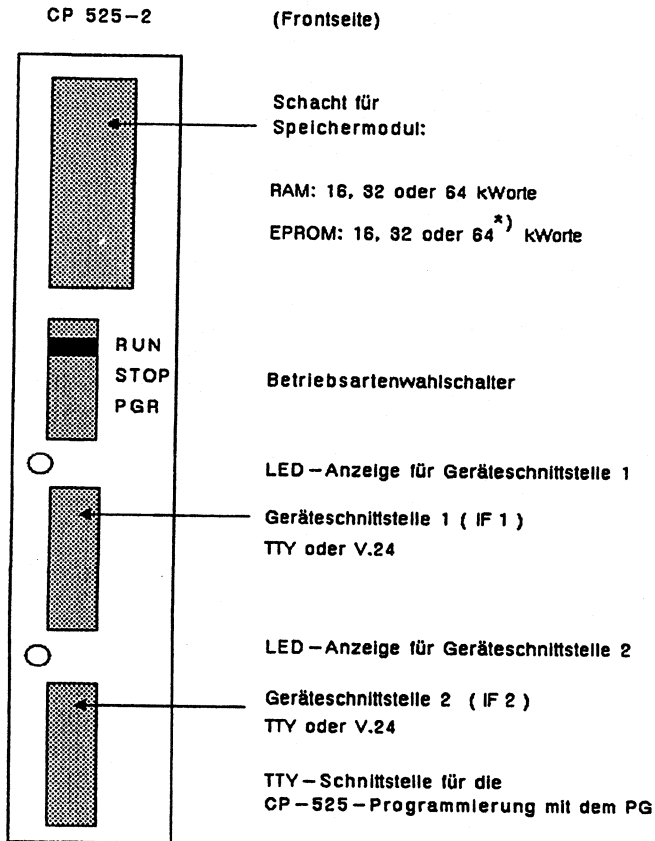 CP 525-2 (Frontseite)
Schacht für
Speichermodul:
RAM: 16, 32 oder 64 kWorte
EPROM: 16, 32 oder 64*) kWorte
RUN
STOP
PGR
Betriebsartenwahlschalter
LED-Anzeige für Geräteschnittstelle 1
Geräteschnittstelle 1 ( IF 1 )
TTY oder V.24
LED-Anzeige für Geräteschnittstelle 2
Geräteschnittstelle 2 ( IF 2 )
TTY oder V.24
TTY-Schnittstelle für die
CP-525-Programmierung mit dem PG